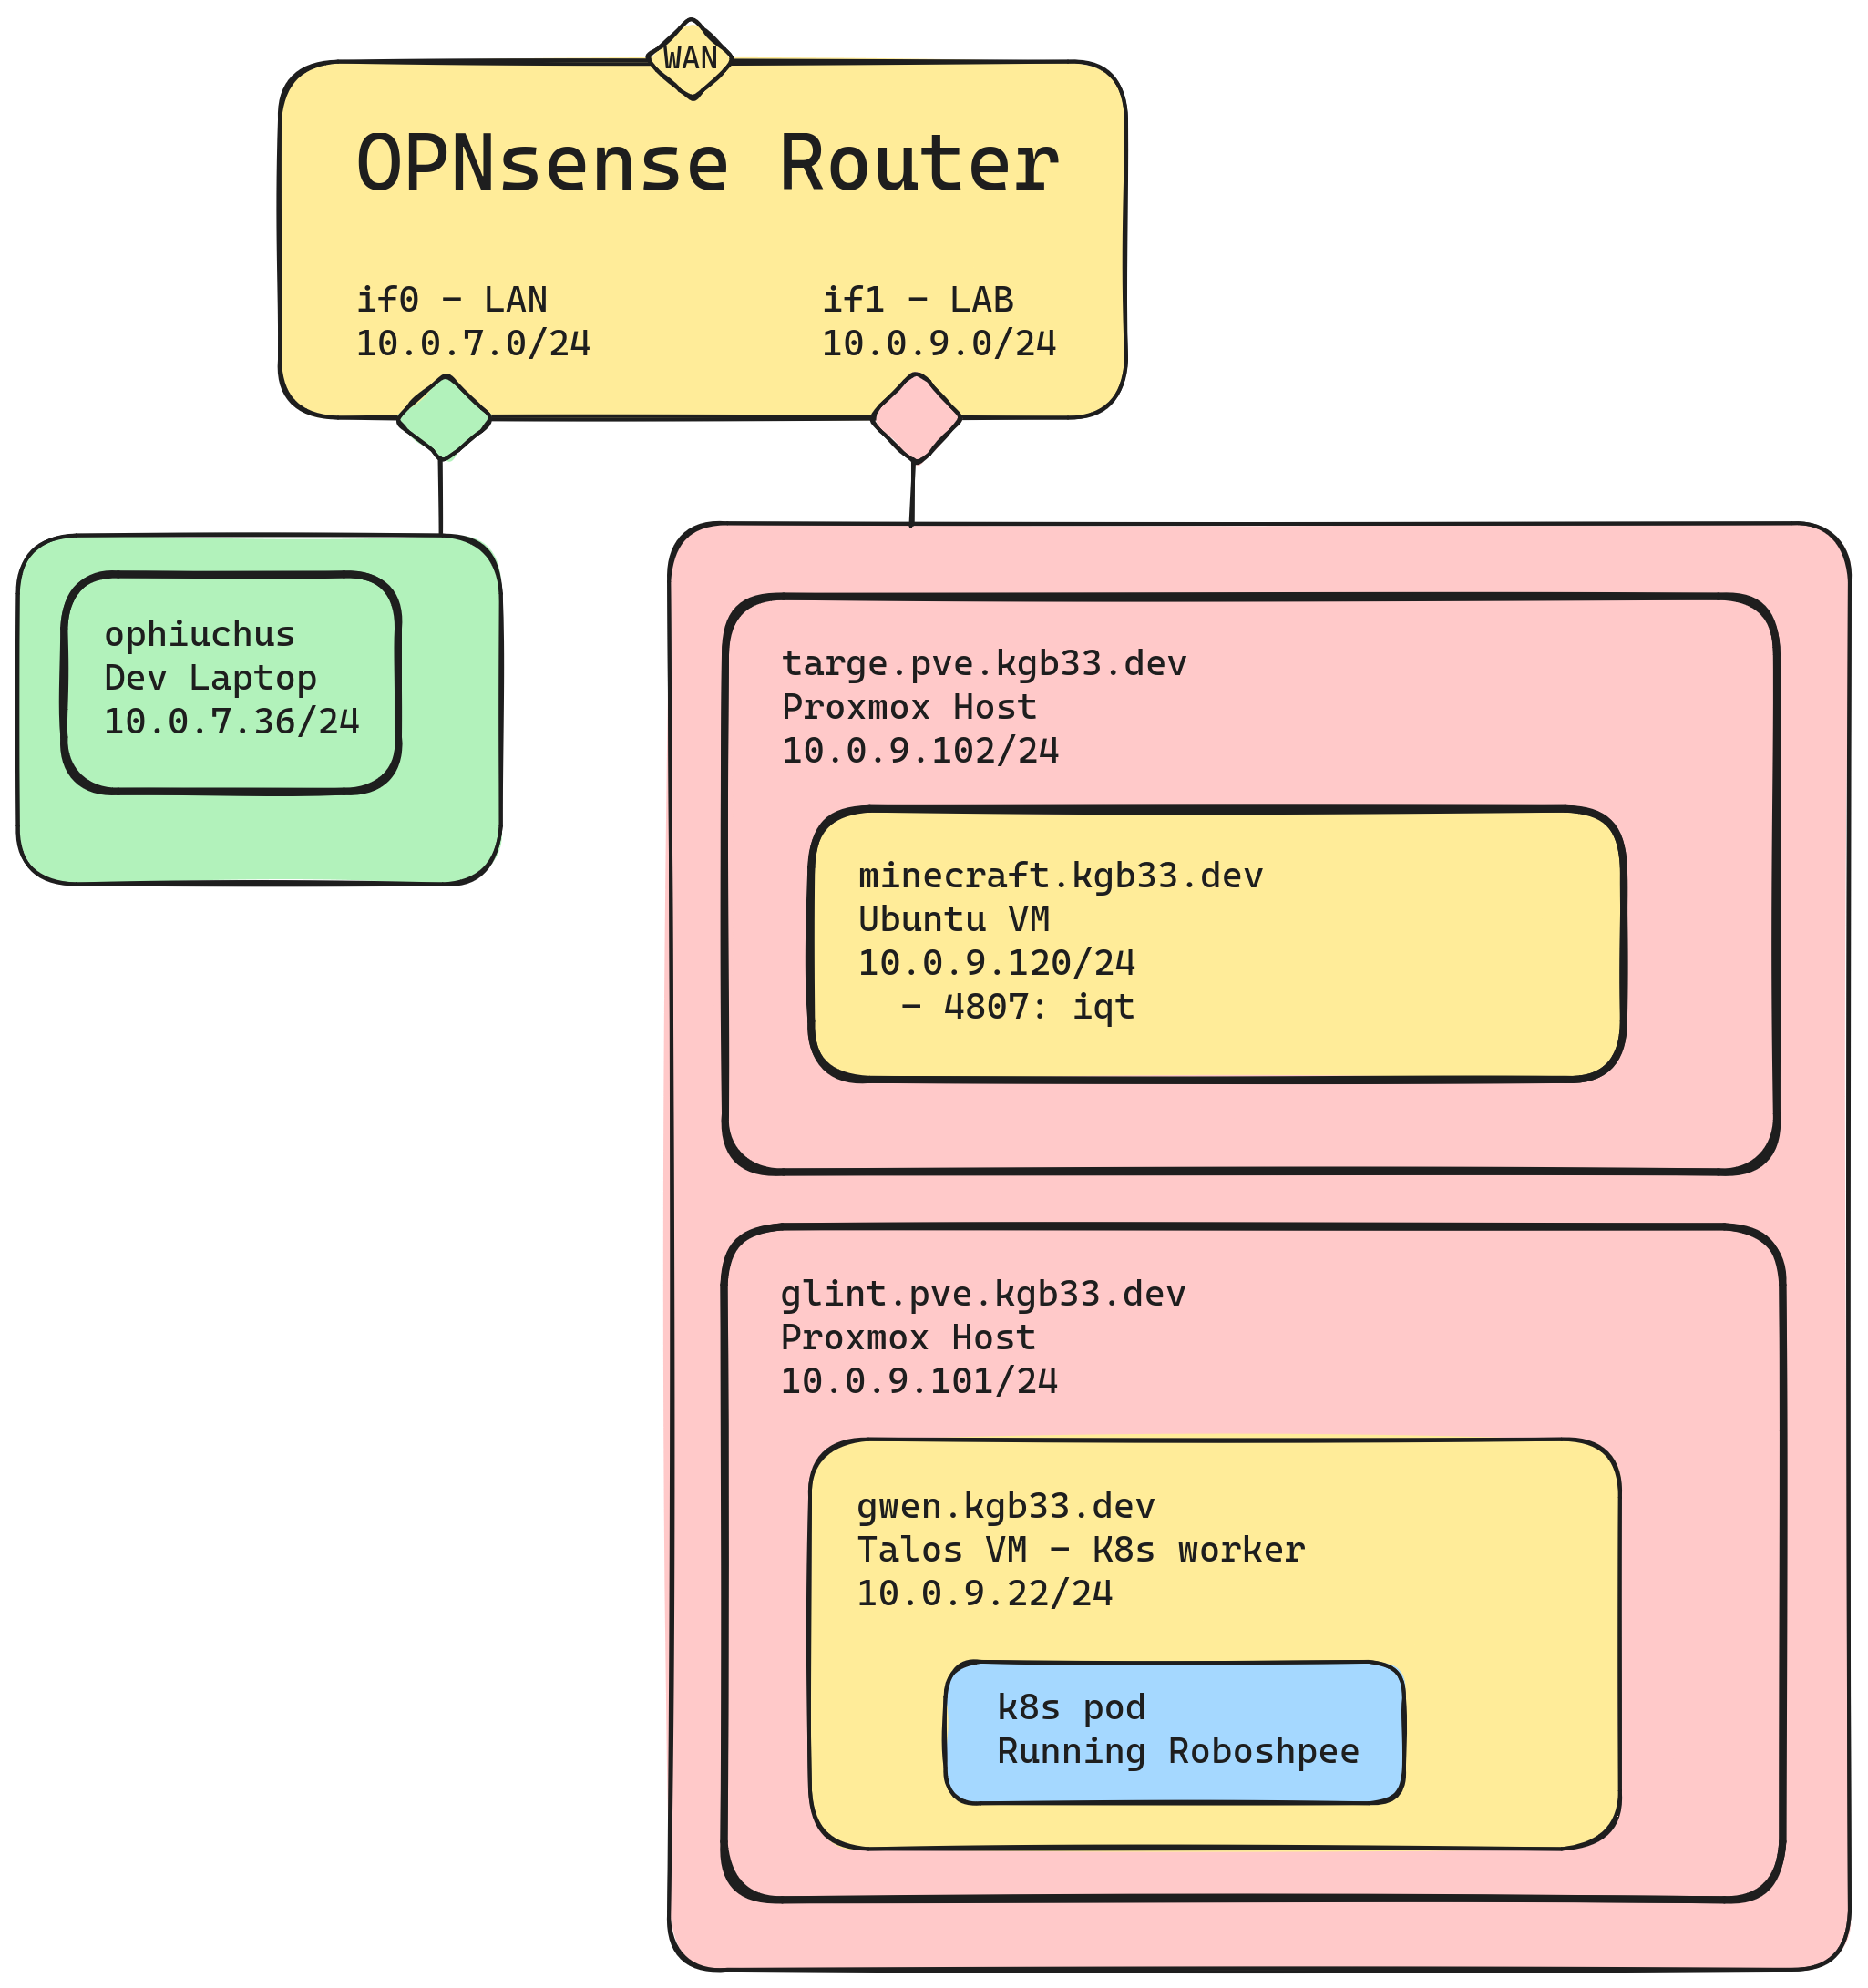 WAN
OPNsense Router
if0 - LAN
10.0.7.0/24
if1 - LAB
10.0.9.0/24
ophiuchus
Dev Laptop
10.0.7.36/24
targe.pve.kgb33.dev
Proxmox Host
10.0.9.102/24
minecraft.kgb33.dev
Ubuntu VM
10.0.9.120/24
- 4807: iqt
glint.pve.kgb33.dev
Proxmox Host
10.0.9.101/24
gwen.kgb33.dev
Talos VM - K8s worker
10.0.9.22/24
k8s pod
Running Roboshpee